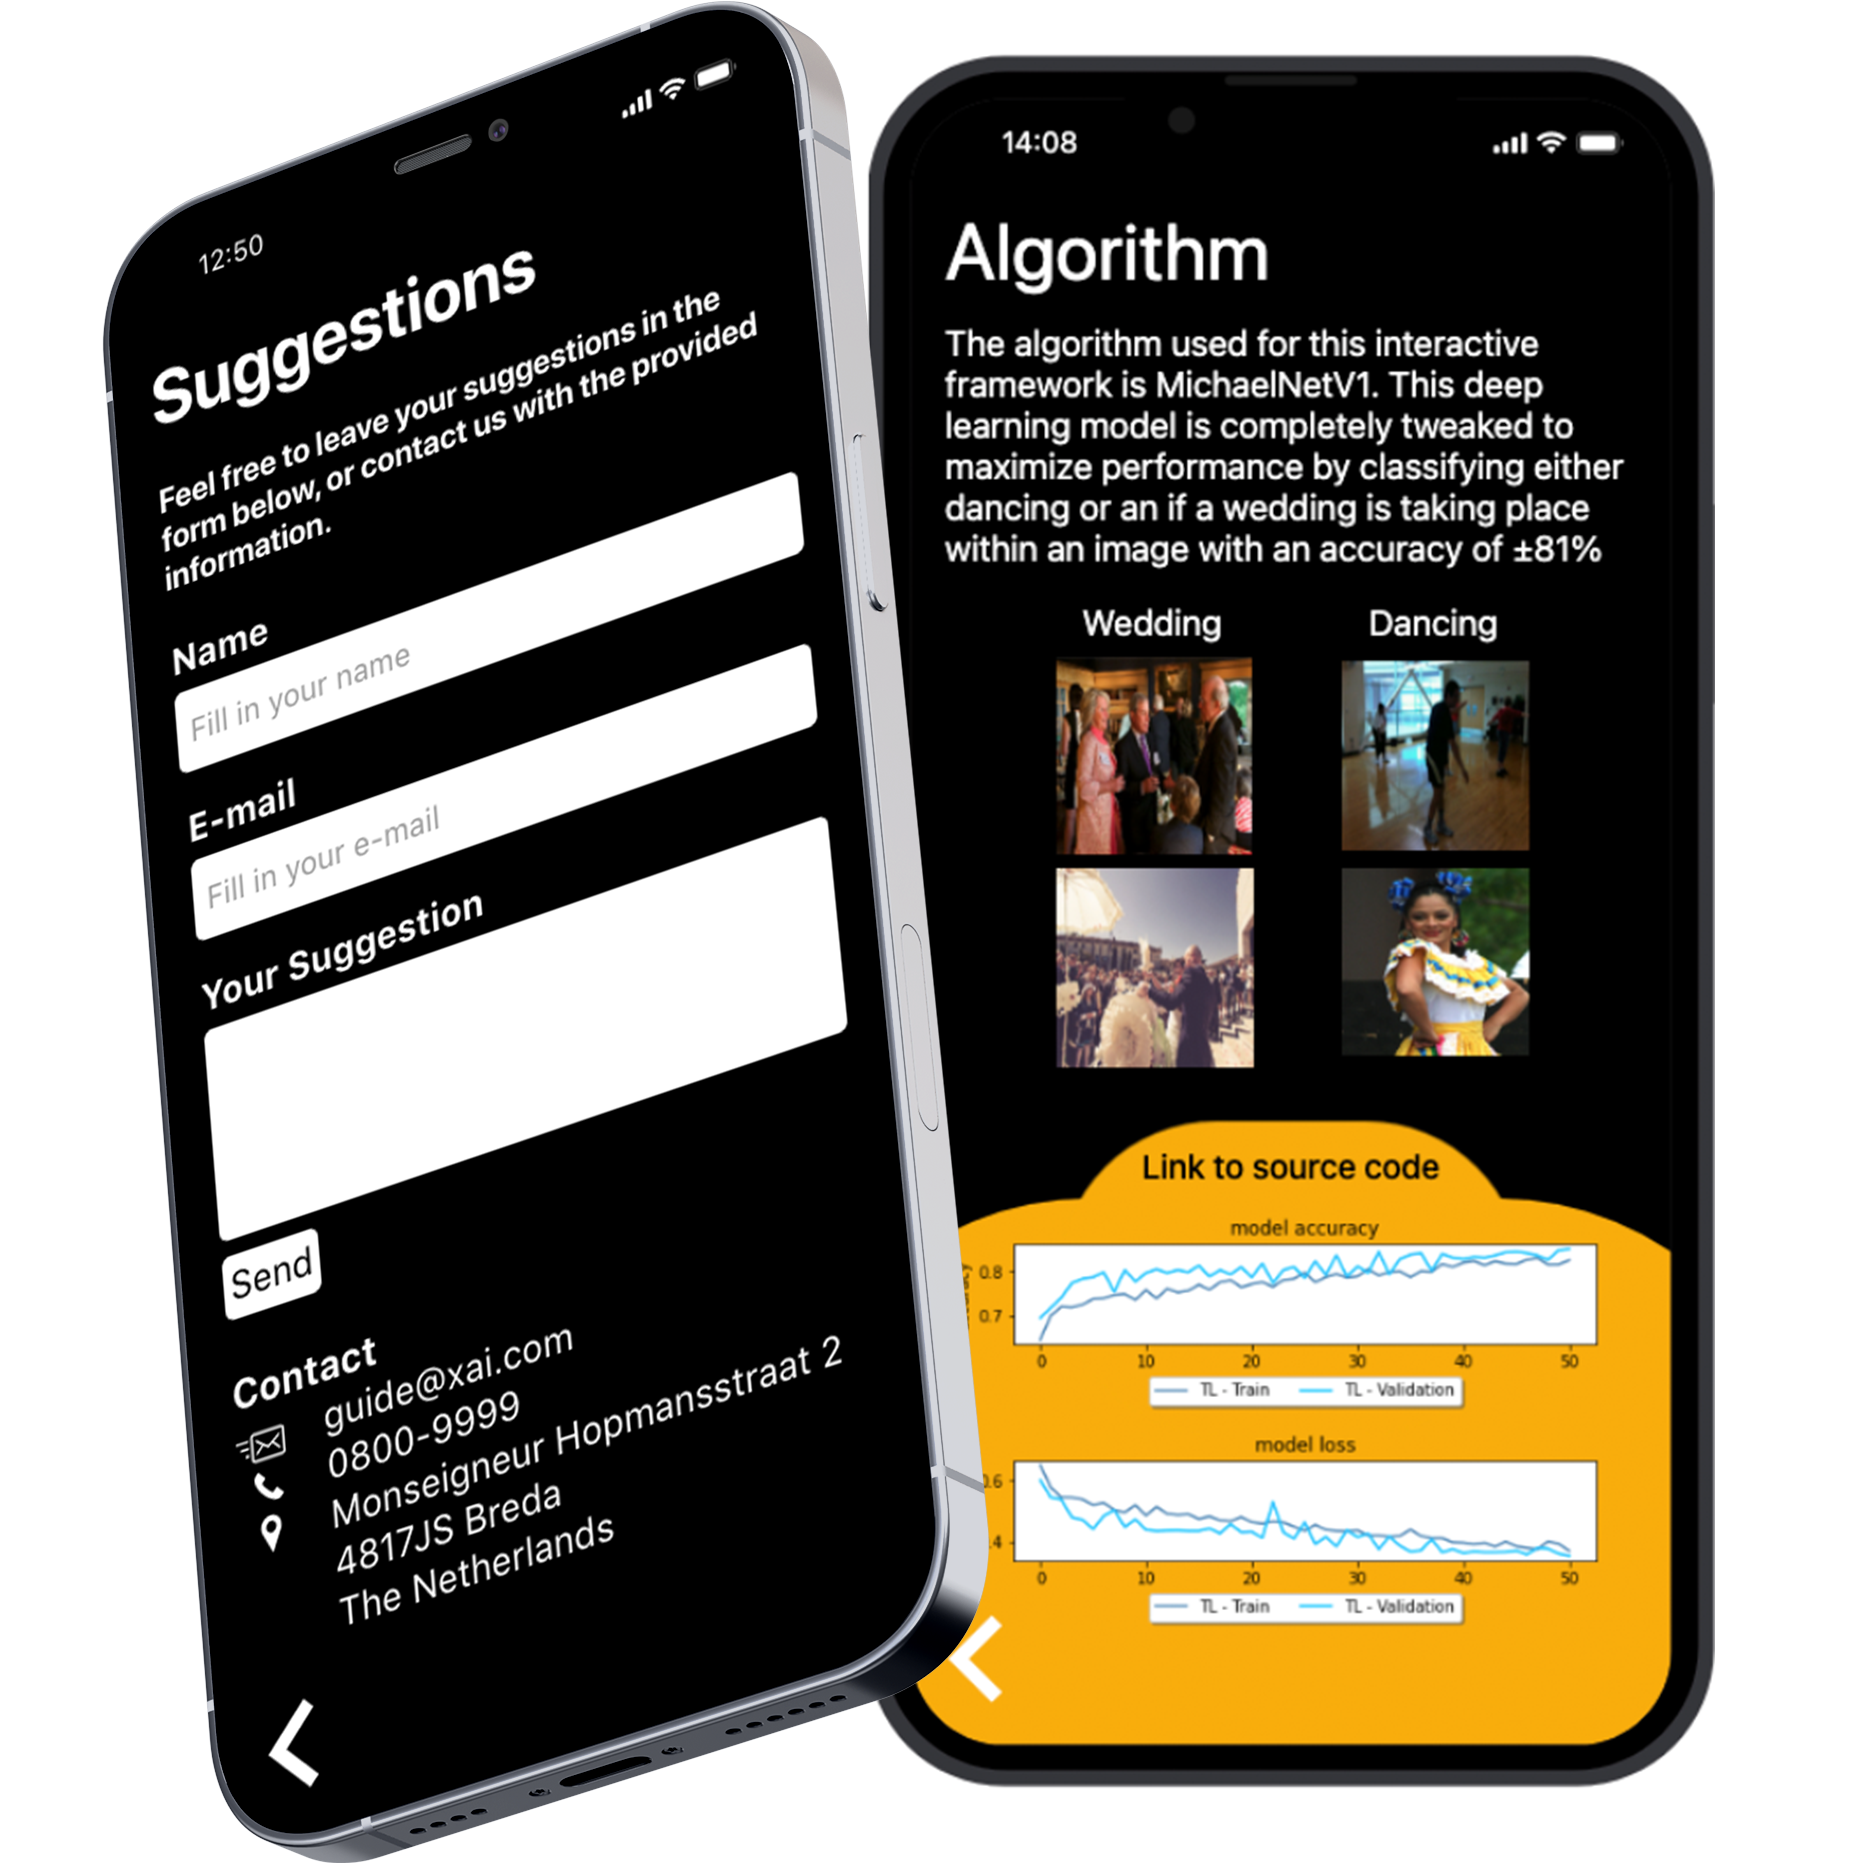 12:50
Suggestions
Feel free to leave your suggestions in the
form below, or contact us with the provided
information.
Name
Fill in your name
E-mail
Fill in your e-mail
Your Suggestion
Send
Contact
guide@xai.com
0800-9999
Monseigneur Hopmansstraat 2
4817JS Breda
The Netherlands
14:08
Algorithm
The algorithm used for this interactive
framework is MichaelNetV1. This deep
learning model is completely tweaked to
maximize performance by classifying either
dancing or an if a wedding is taking place
within an image with an accuracy of ±81%
Wedding Dancing
Link to source code
model accuracy
0.8
0.7
0 10 20 30 40 50
TL - Train TL - Validation
model loss
0.6
.4
0 10 20 30 40 50
TL - Train TL - Validation